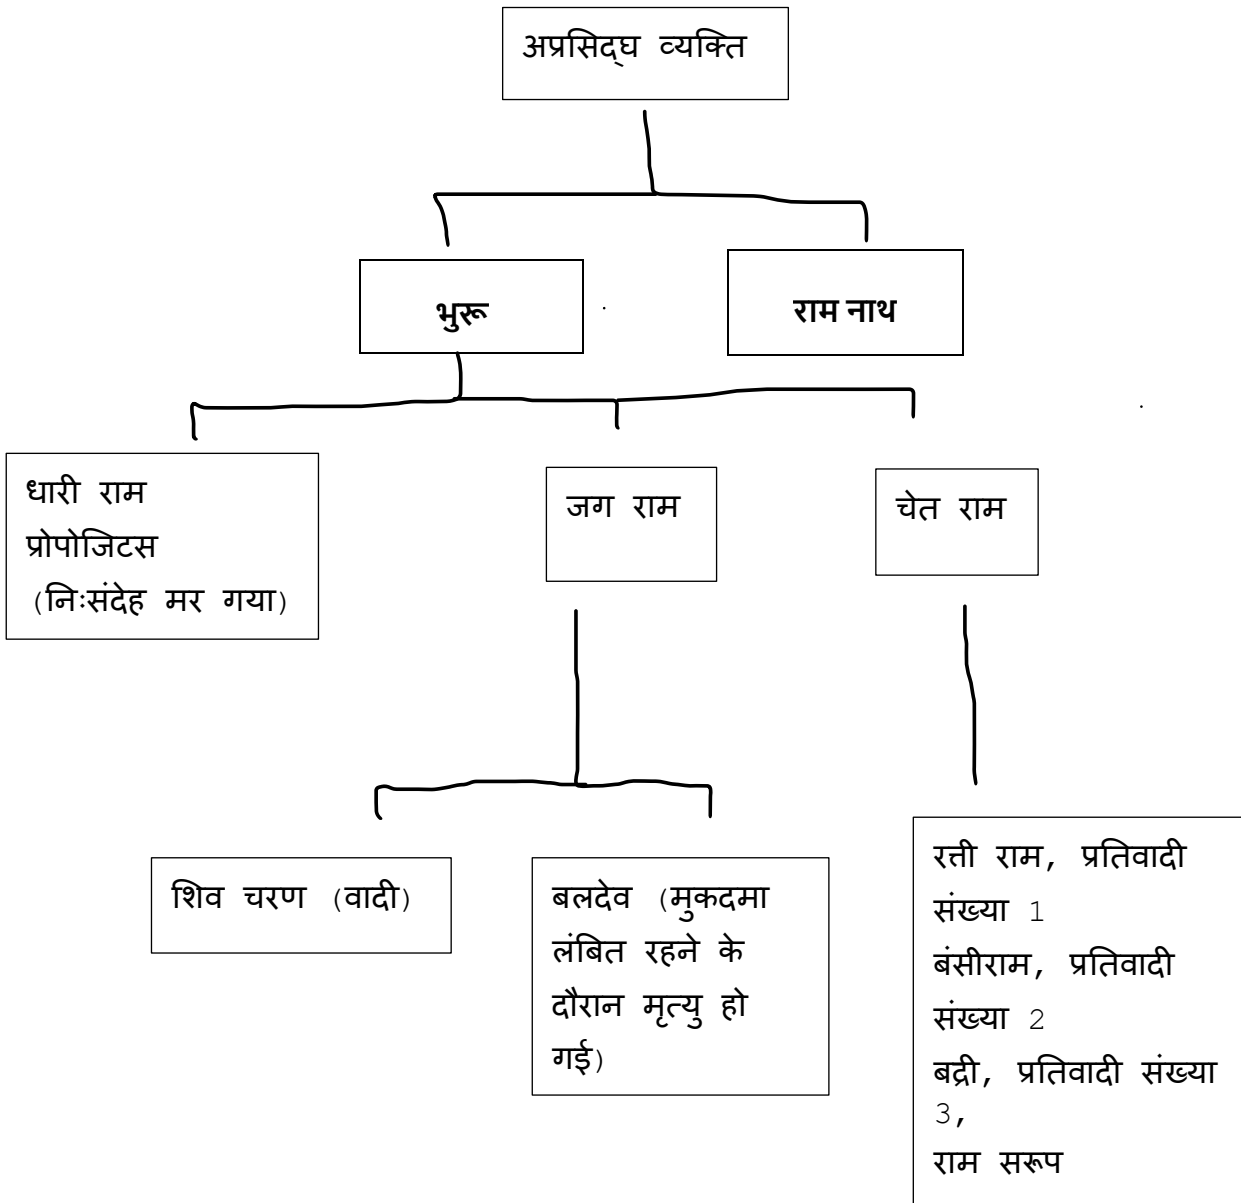 अप्रसिद्घ व्यक्ति
भुरू
राम नाथ
धारी राम
प्रोपोजिटस
(निःसंदेह मर गया)
जग राम
चेत राम
शिव चरण (वादी)
बलदेव (मुकदमा
लंबित रहने के
दौरान मृत्यु हो
गई)
रत्ती राम, प्रतिवादी
संख्या 1
बंसीराम, प्रतिवादी
संख्या 2
बद्री, प्रतिवादी संख्या
3,
राम सरूप